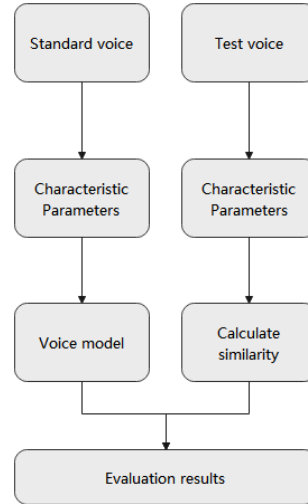 Standard voice
Test voice
Characteristic
Parameters
Characteristic
Parameters
Voice model
Calculate
similarity
Evaluation results